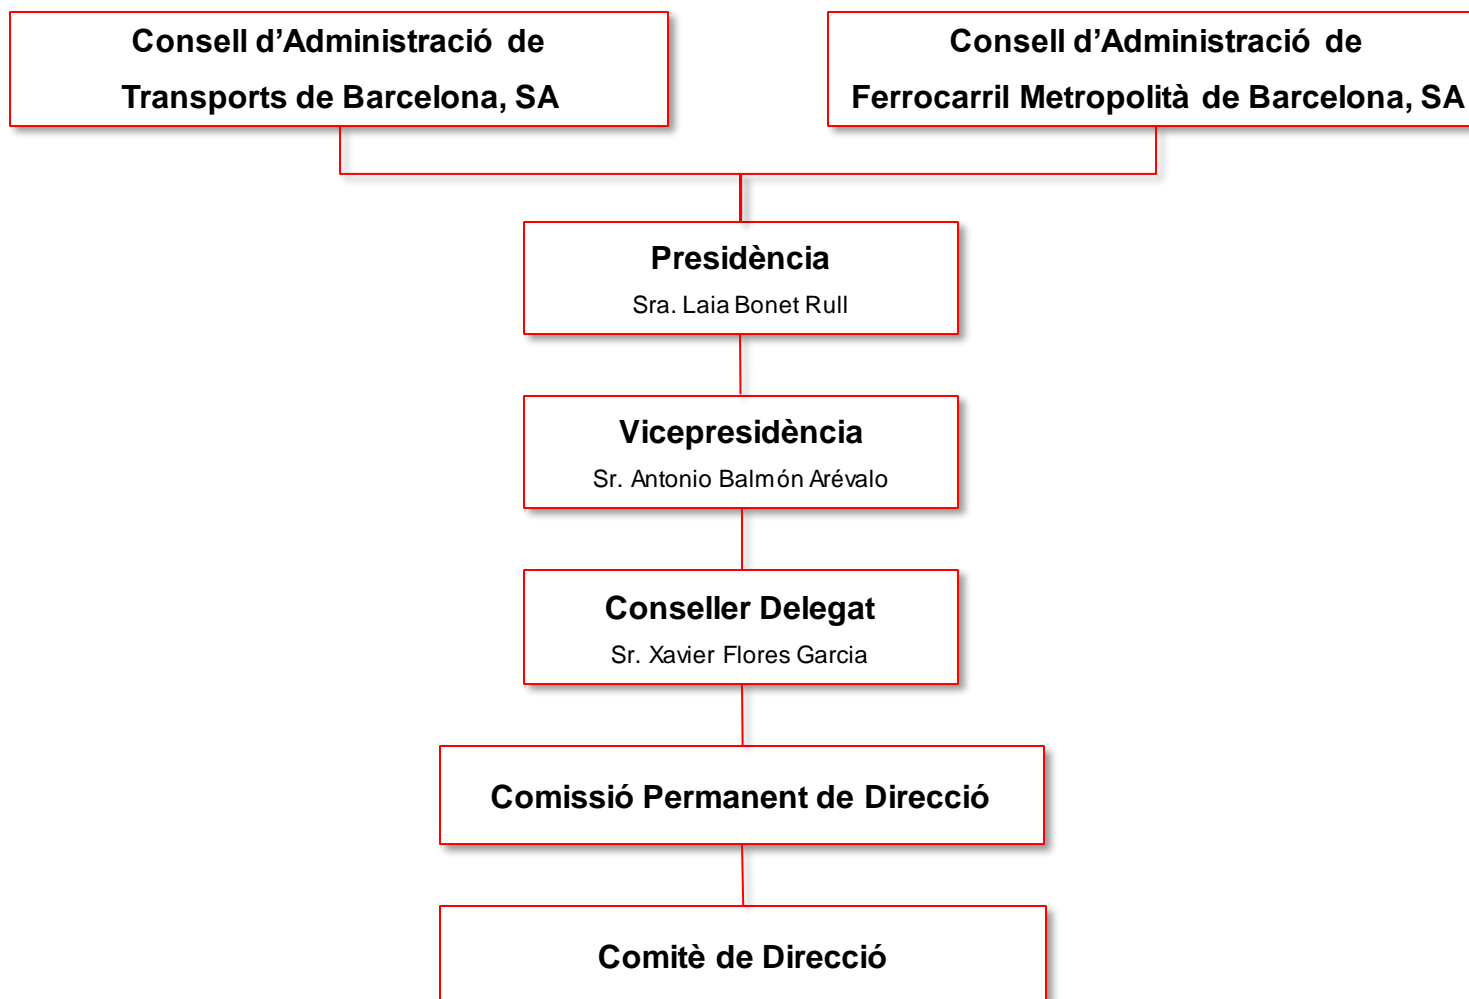 Consell d’Administració de
Transports de Barcelona, SA
Consell d’Administració de
Ferrocarril Metropolità de Barcelona, SA
Presidència
Sra. Laia Bonet Rull
Vicepresidència
Sr. Antonio Balmón Arévalo
Conseller Delegat
Sr. Xavier Flores Garcia
Comissió Permanent de Direcció
Comitè de Direcció